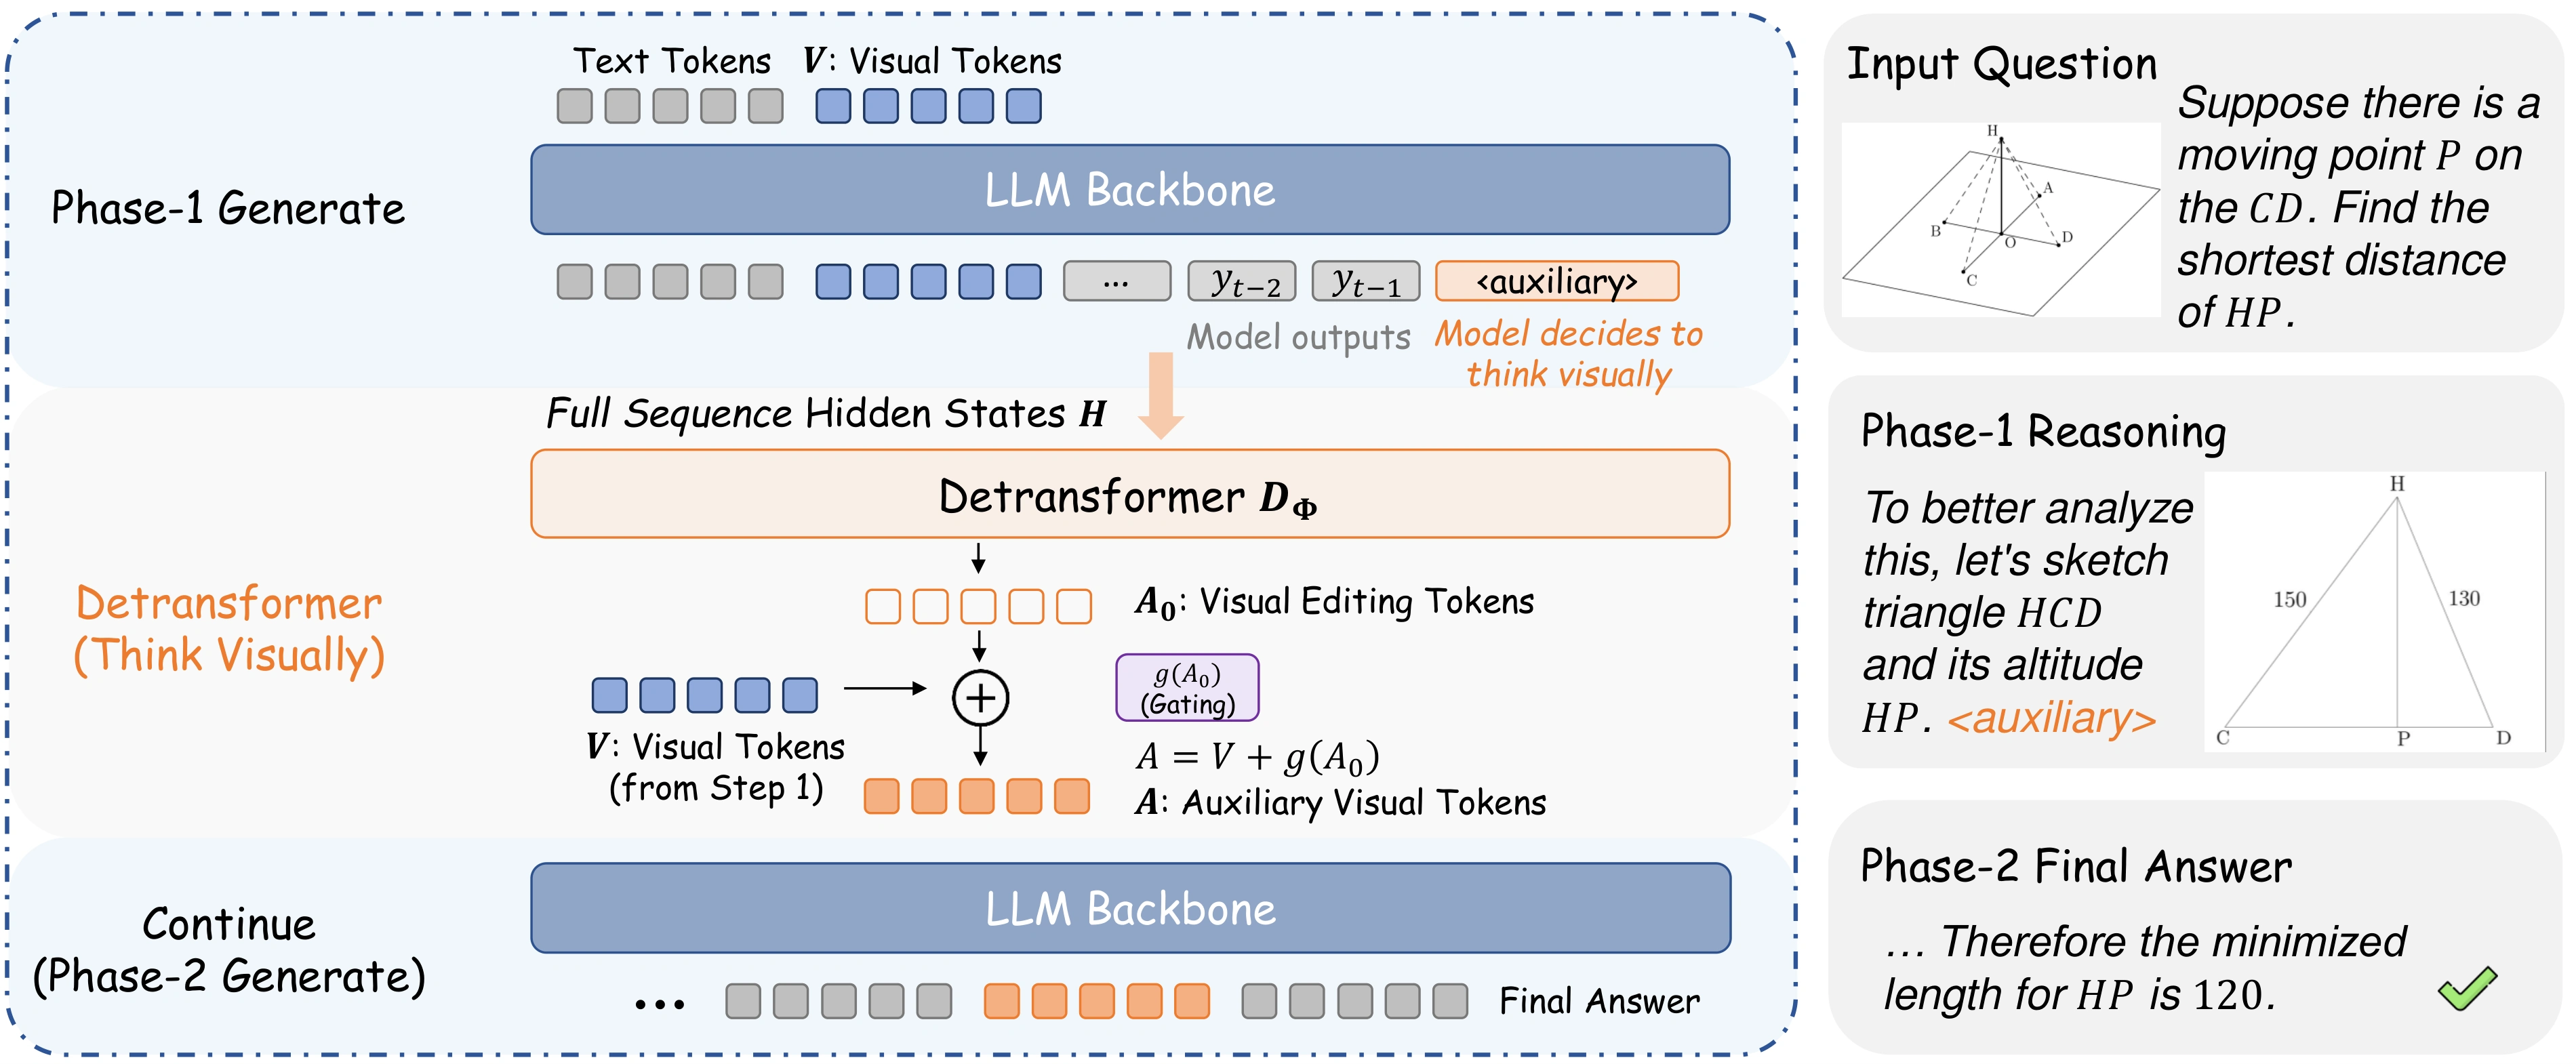 Text Tokens
V: Visual Tokens
LLM Backbone
Phase-1 Generate
...
y_{t−2}
y_{t−1}
<auxiliary>
Model outputs
Model decides to
think visually
Full Sequence Hidden States H
Detransformer D_Φ
Detransformer
(Think Visually)
A_0: Visual Editing Tokens
+
g(A_0)
(Gating)
V: Visual Tokens
(from Step 1)
A = V + g(A_0)
A: Auxiliary Visual Tokens
LLM Backbone
Continue
(Phase-2 Generate)
...
Final Answer
Input Question
H
A
B
O
D
C
Suppose there is a
moving point P on
the CD. Find the
shortest distance
of HP.
Phase-1 Reasoning
To better analyze
this, let's sketch
triangle HCD
and its altitude
HP. <auxiliary>
H
150
130
C
P
D
Phase-2 Final Answer
... Therefore the minimized
length for HP is 120.